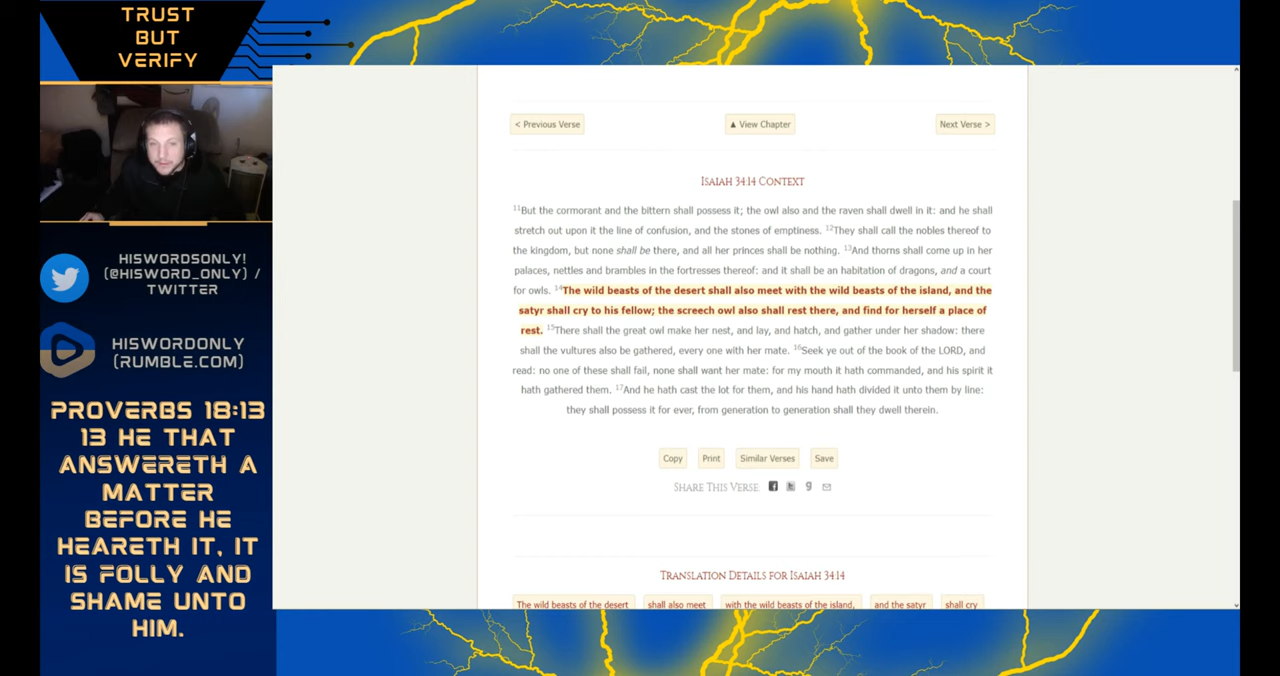 TRUST
BUT
VERIFY
HISWORDSONLY!
(@HISWORD_ONLY) /
TWITTER
HISWORDONLY
(RUMBLE.COM)
PROVERBS 18:13
13 HE THAT
ANSWERETH A
MATTER
BEFORE HE
HEARETH IT, IT
IS FOLLY AND
SHAME UNTO
HIM.
< Previous Verse
▲ View Chapter
Next Verse >
Isaiah 34:14 Context
11But the cormorant and the bittern shall possess it; the owl also and the raven shall dwell in it: and he shall
stretch out upon it the line of confusion, and the stones of emptiness. 12They shall call the nobles thereof to
the kingdom, but none shall be there, and all her princes shall be nothing. 13And thorns shall come up in her
palaces, nettles and brambles in the fortresses thereof: and it shall be an habitation of dragons, and a court
for owls. 14The wild beasts of the desert shall also meet with the wild beasts of the island, and the
satyr shall cry to his fellow; the screech owl also shall rest there, and find for herself a place of
rest. 15There shall the great owl make her nest, and lay, and hatch, and gather under her shadow: there
shall the vultures also be gathered, every one with her mate. 16Seek ye out of the book of the LORD, and
read: no one of these shall fail, none shall want her mate: for my mouth it hath commanded, and his spirit it
hath gathered them. 17And he hath cast the lot for them, and his hand hath divided it unto them by line:
they shall possess it for ever, from generation to generation shall they dwell therein.
Copy
Print
Similar Verses
Save
Share This Verse:
Translation Details for Isaiah 34:14
The wild beasts of the desert
shall also meet
with the wild beasts of the island,
and the satyr
shall cry